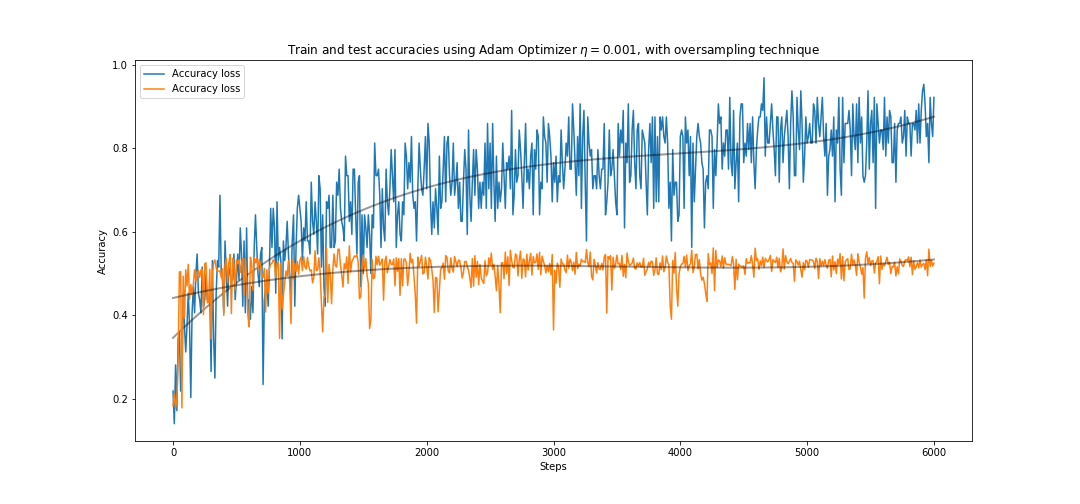 Train and test accuracies using Adam Optimizer η = 0.001, with oversampling technique
Accuracy loss
Accuracy loss
1.0
0.8
0.6
0.4
0.2
Accuracy
0 1000 2000 3000 4000 5000 6000
Steps